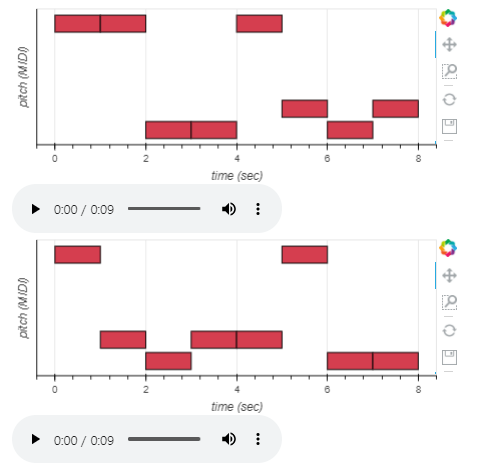 pitch (MIDI)
0 2 4 6 8
time (sec)
0:00 / 0:09
pitch (MIDI)
0 2 4 6 8
time (sec)
0:00 / 0:09